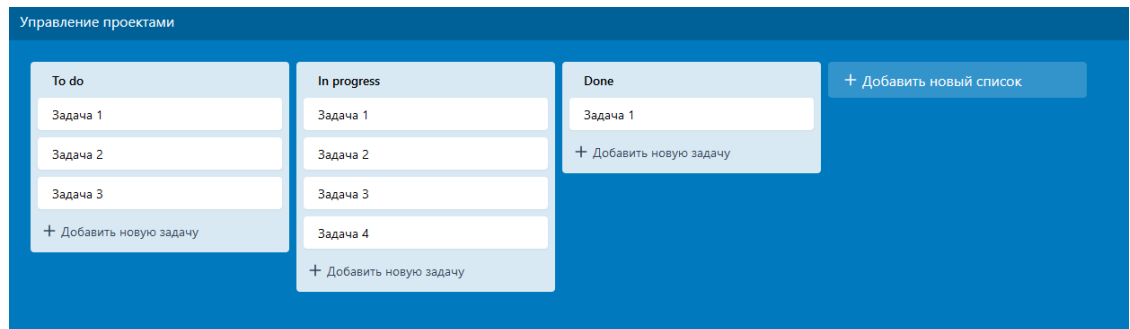 Управление проектами
To do
Задача 1
Задача 2
Задача 3
+ Добавить новую задачу
In progress
Задача 1
Задача 2
Задача 3
Задача 4
+ Добавить новую задачу
Done
Задача 1
+ Добавить новую задачу
+ Добавить новый список